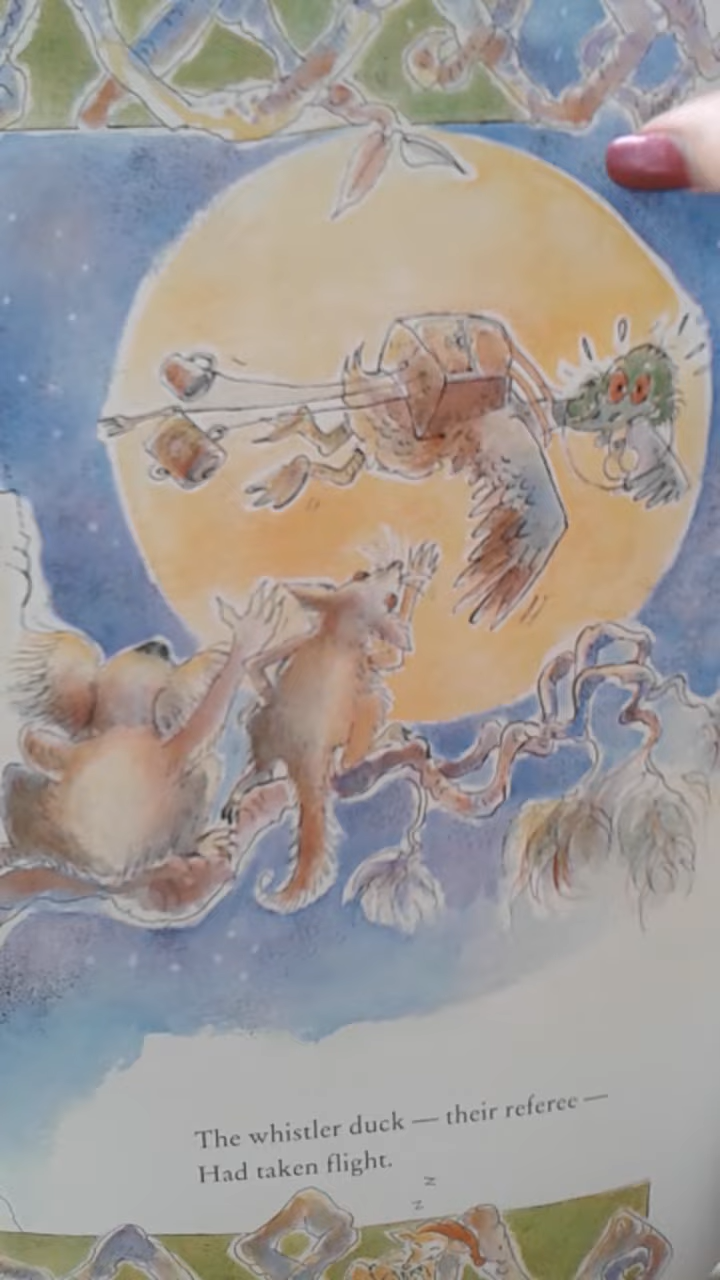 The whistler duck — their referee —
Had taken flight.
z
z